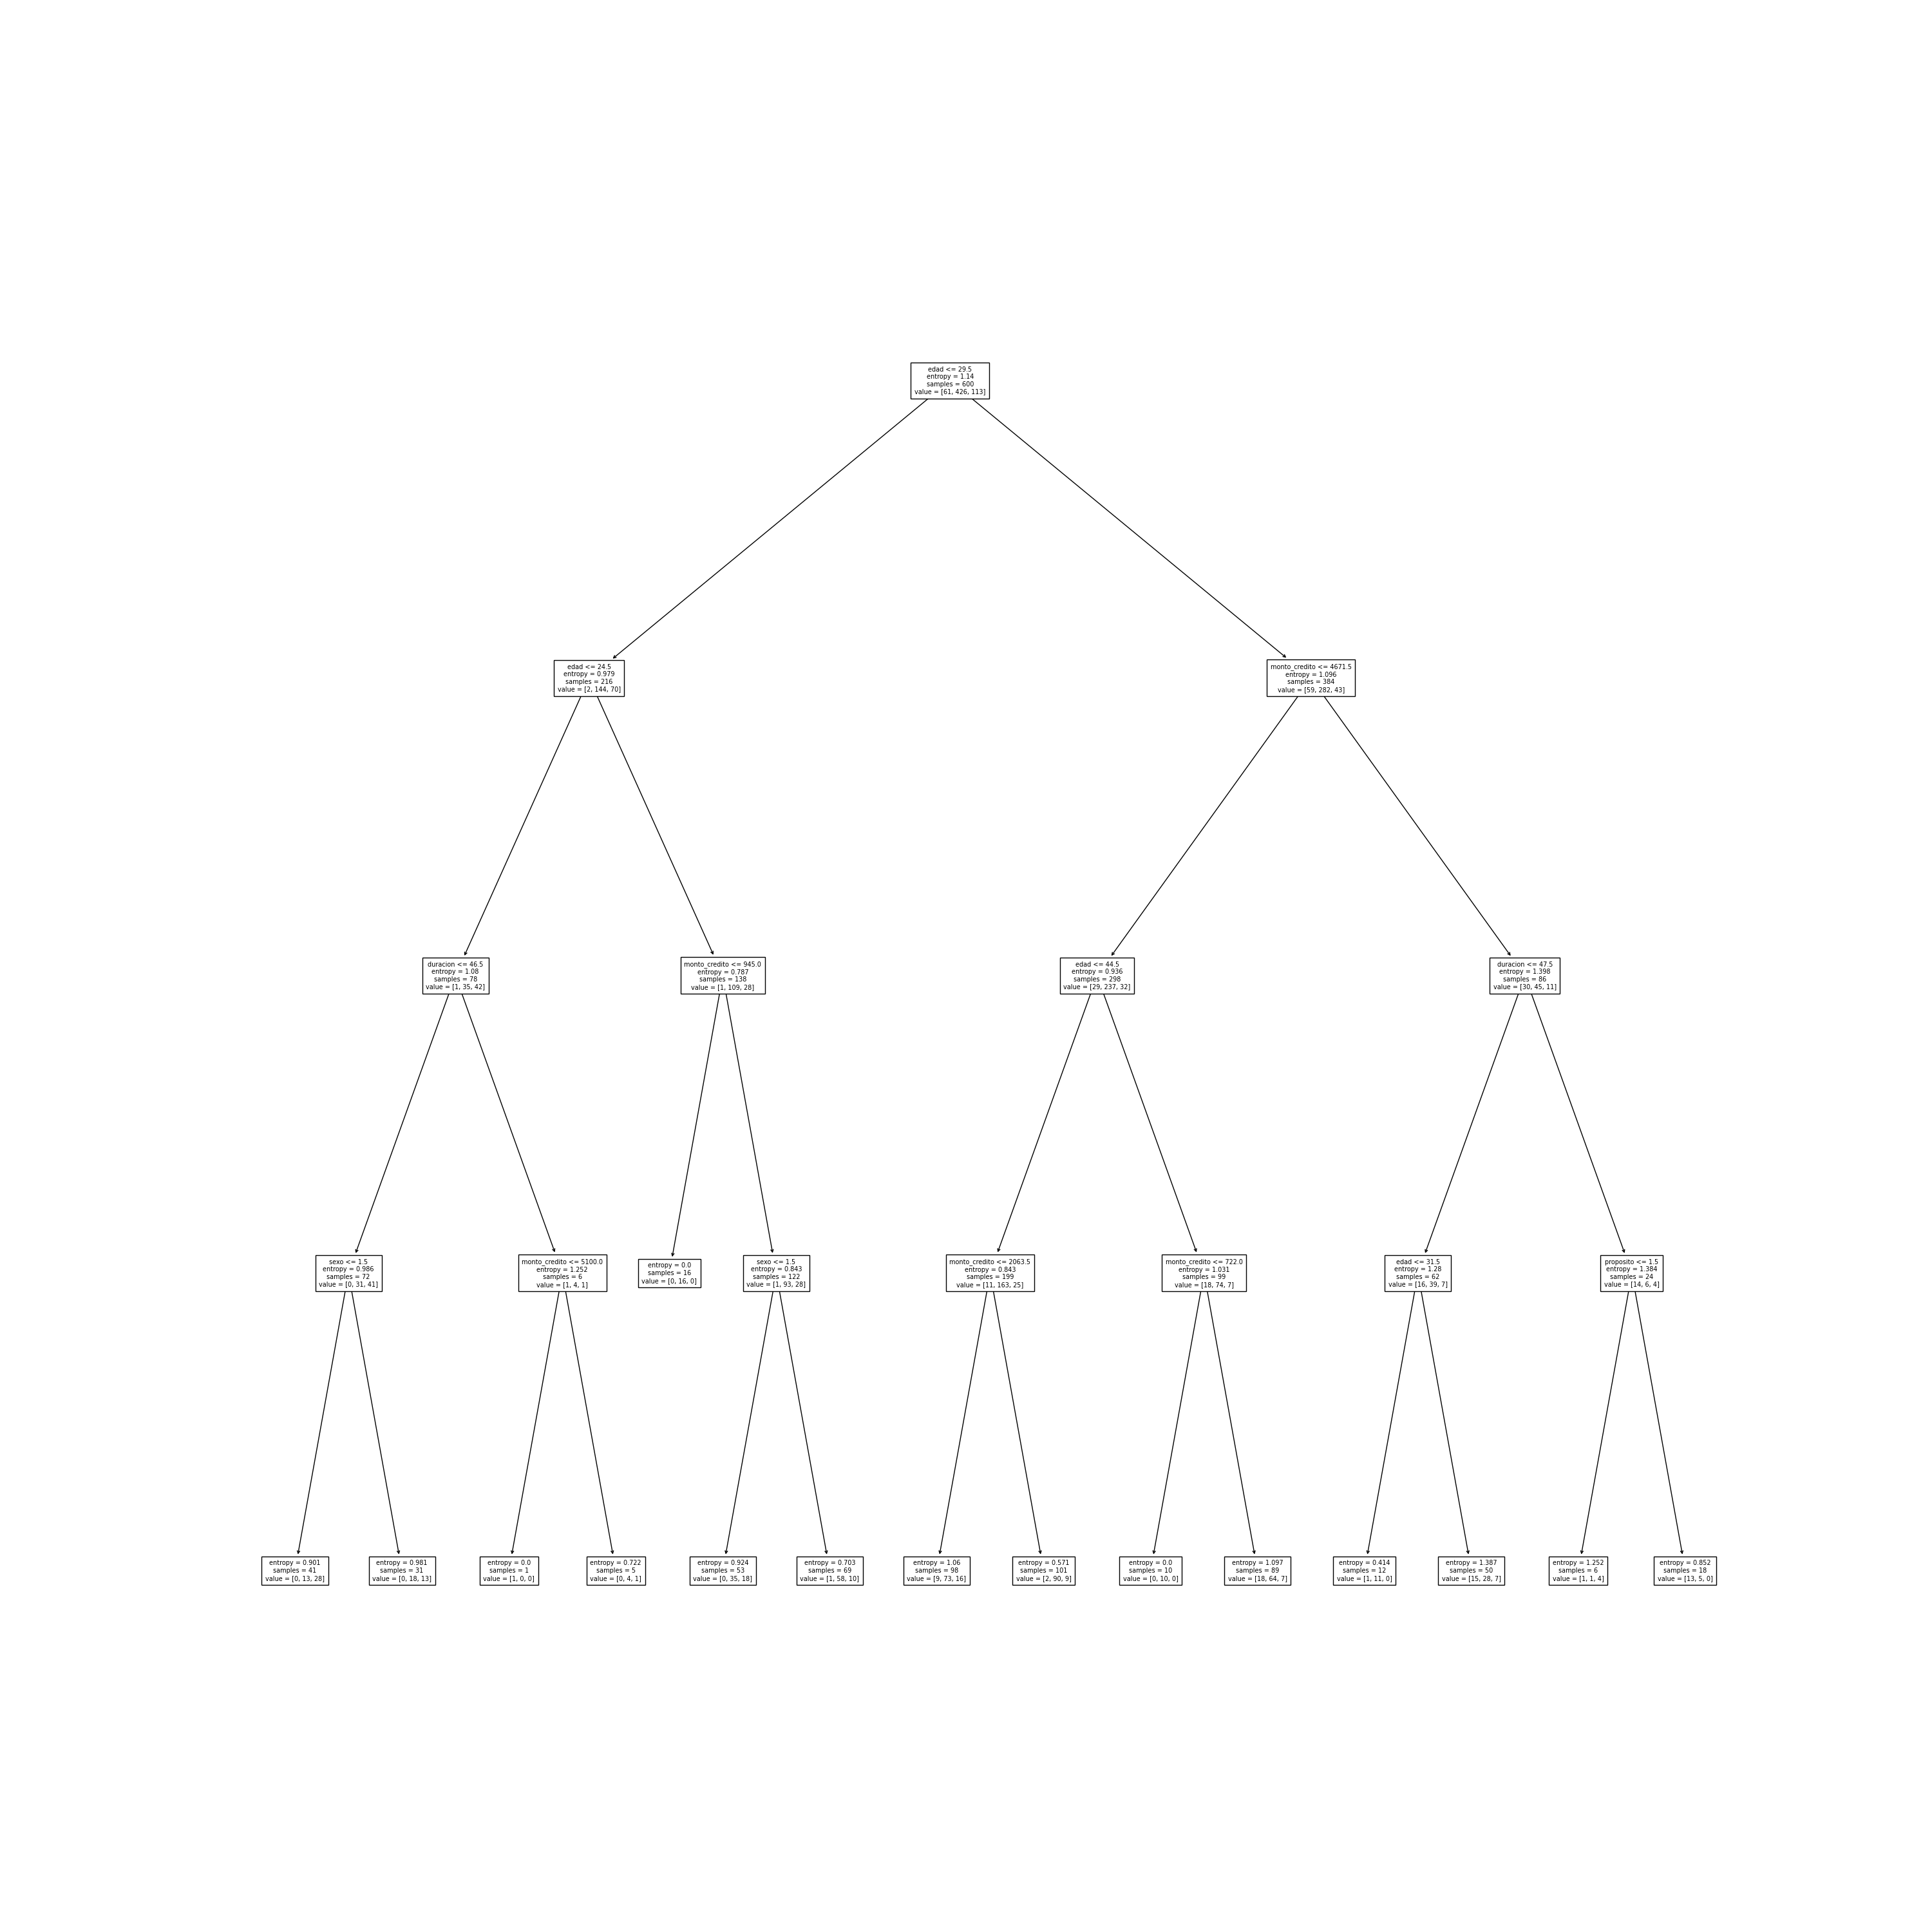 edad <= 29.5
entropy = 1.14
samples = 600
value = [61, 426, 113]
edad <= 24.5
entropy = 0.979
samples = 216
value = [2, 144, 70]
monto_credito <= 4671.5
entropy = 1.096
samples = 384
value = [59, 282, 43]
duracion <= 46.5
entropy = 1.08
samples = 78
value = [1, 35, 42]
monto_credito <= 945.0
entropy = 0.787
samples = 138
value = [1, 109, 28]
edad <= 44.5
entropy = 0.936
samples = 298
value = [29, 237, 32]
duracion <= 47.5
entropy = 1.398
samples = 86
value = [30, 45, 11]
sexo <= 1.5
entropy = 0.986
samples = 72
value = [0, 31, 41]
monto_credito <= 5100.0
entropy = 1.252
samples = 6
value = [1, 4, 1]
entropy = 0.0
samples = 16
value = [0, 16, 0]
sexo <= 1.5
entropy = 0.843
samples = 122
value = [1, 93, 28]
monto_credito <= 2063.5
entropy = 0.843
samples = 199
value = [11, 163, 25]
monto_credito <= 722.0
entropy = 1.031
samples = 99
value = [18, 74, 7]
edad <= 31.5
entropy = 1.28
samples = 62
value = [16, 39, 7]
proposito <= 1.5
entropy = 1.384
samples = 24
value = [14, 6, 4]
entropy = 0.901
samples = 41
value = [0, 13, 28]
entropy = 0.981
samples = 31
value = [0, 18, 13]
entropy = 0.0
samples = 1
value = [1, 0, 0]
entropy = 0.722
samples = 5
value = [0, 4, 1]
entropy = 0.924
samples = 53
value = [0, 35, 18]
entropy = 0.703
samples = 69
value = [1, 58, 10]
entropy = 1.06
samples = 98
value = [9, 73, 16]
entropy = 0.571
samples = 101
value = [2, 90, 9]
entropy = 0.0
samples = 10
value = [0, 10, 0]
entropy = 1.097
samples = 89
value = [18, 64, 7]
entropy = 0.414
samples = 12
value = [1, 11, 0]
entropy = 1.387
samples = 50
value = [15, 28, 7]
entropy = 1.252
samples = 6
value = [1, 1, 4]
entropy = 0.852
samples = 18
value = [13, 5, 0]